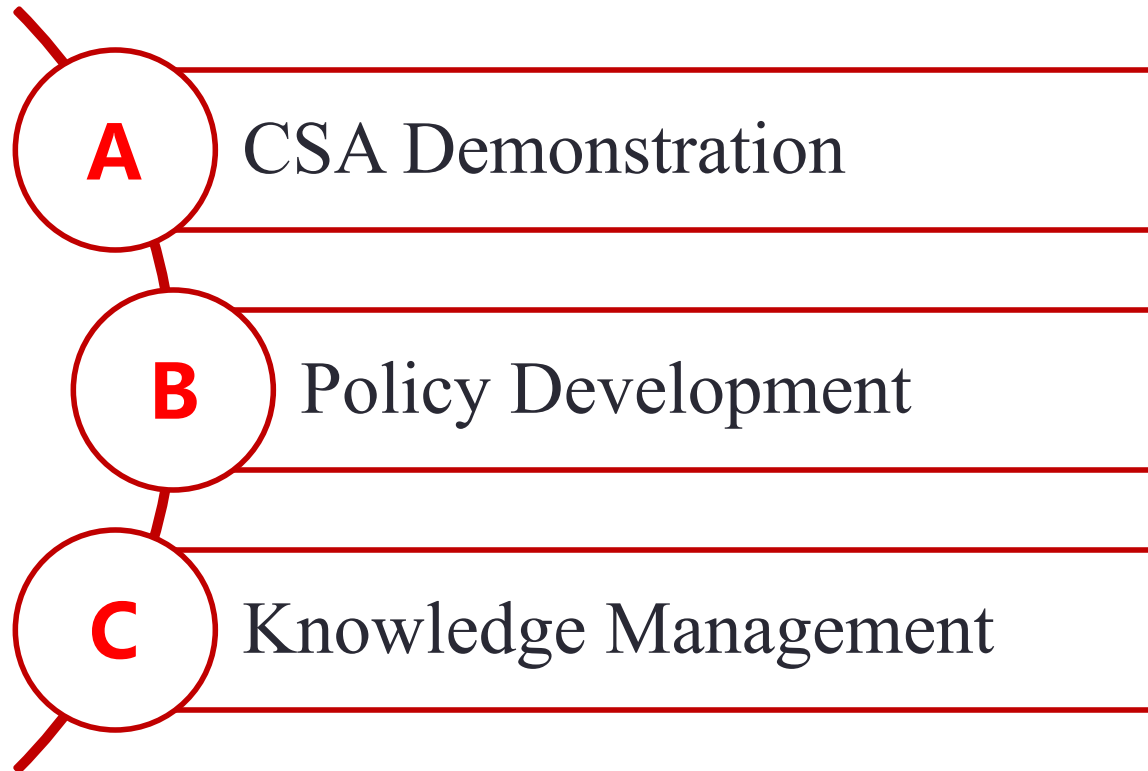 A CSA Demonstration
B Policy Development
C Knowledge Management